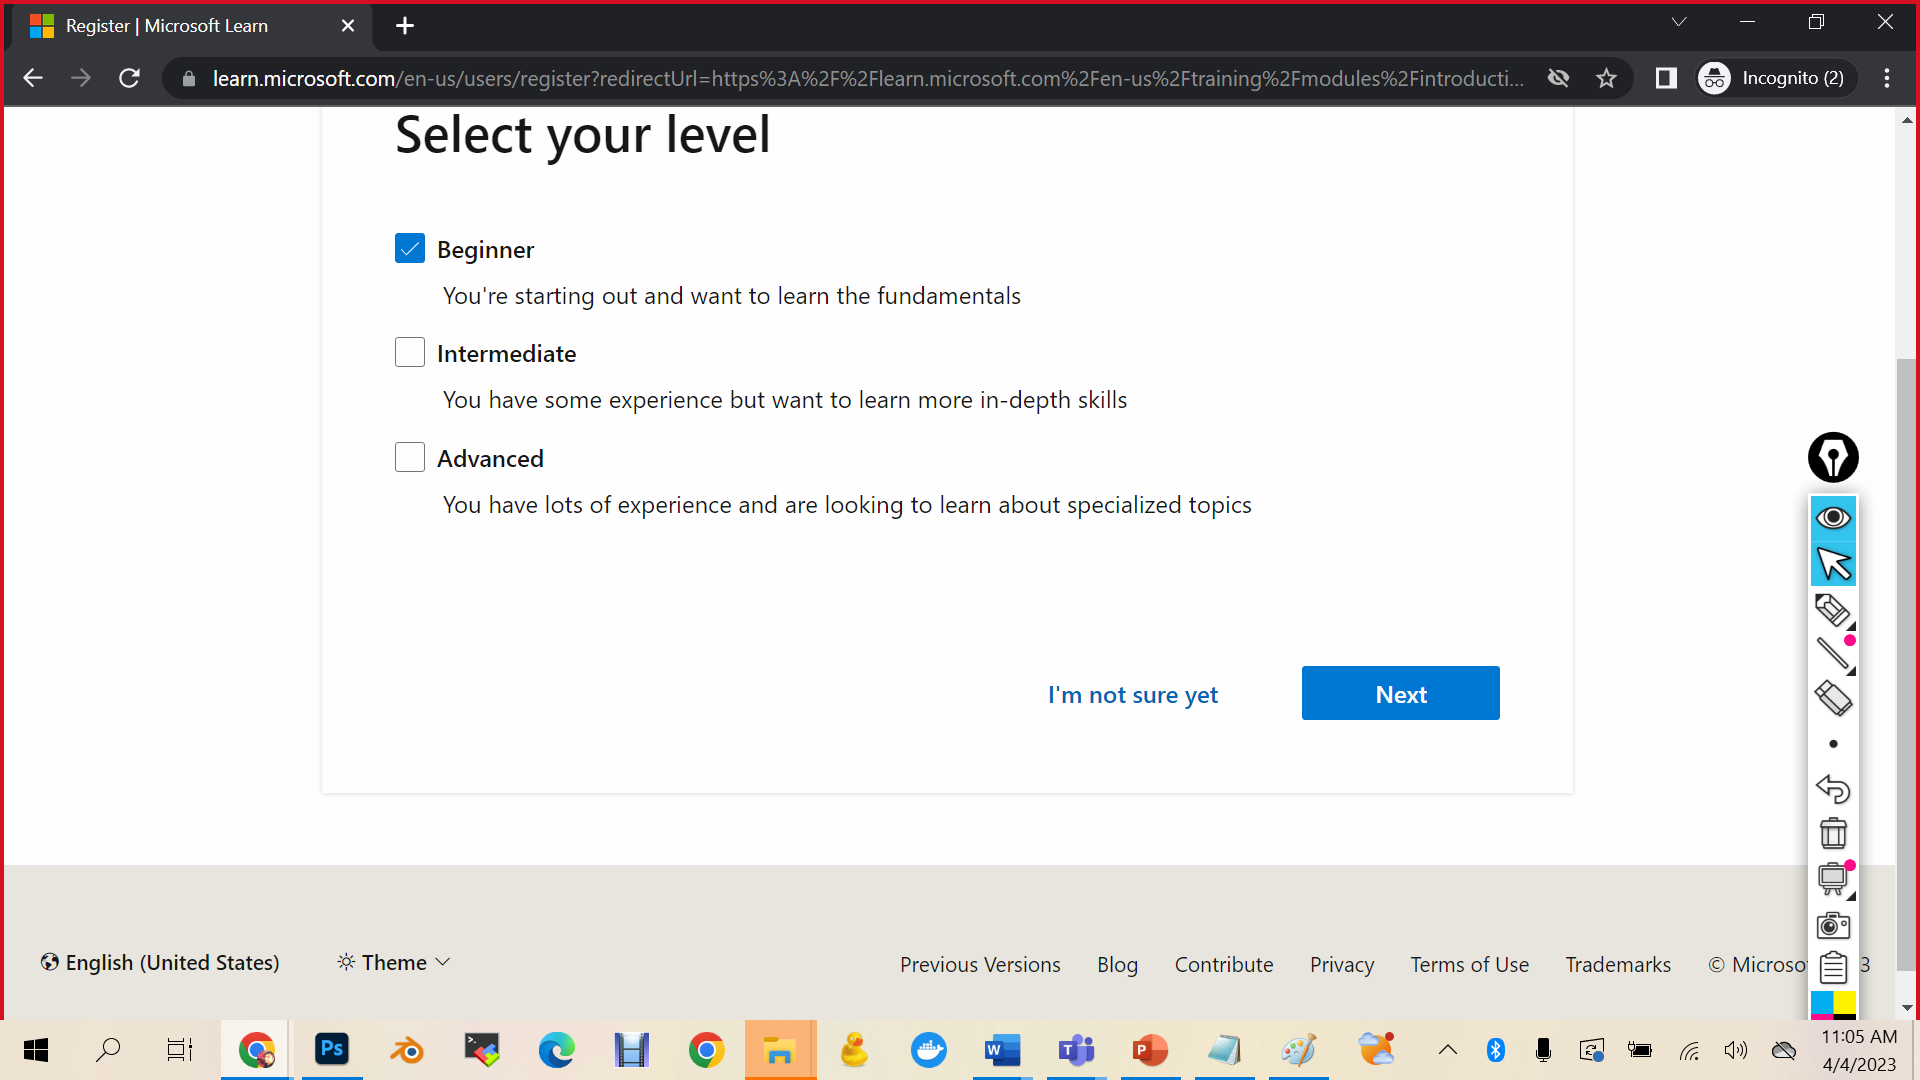 Register | Microsoft Learn
learn.microsoft.com/en-us/users/register?redirectUrl=https%3A%2F%2Flearn.microsoft.com%2Fen-us%2Ftraining%2Fmodules%2Fintroducti...
Incognito (2)
Select your level
Beginner
You're starting out and want to learn the fundamentals
Intermediate
You have some experience but want to learn more in-depth skills
Advanced
You have lots of experience and are looking to learn about specialized topics
I'm not sure yet
Next
English (United States)
Theme
Previous Versions
Blog
Contribute
Privacy
Terms of Use
Trademarks
© Microso
3
Ps
W
T
P
11:05 AM
4/4/2023